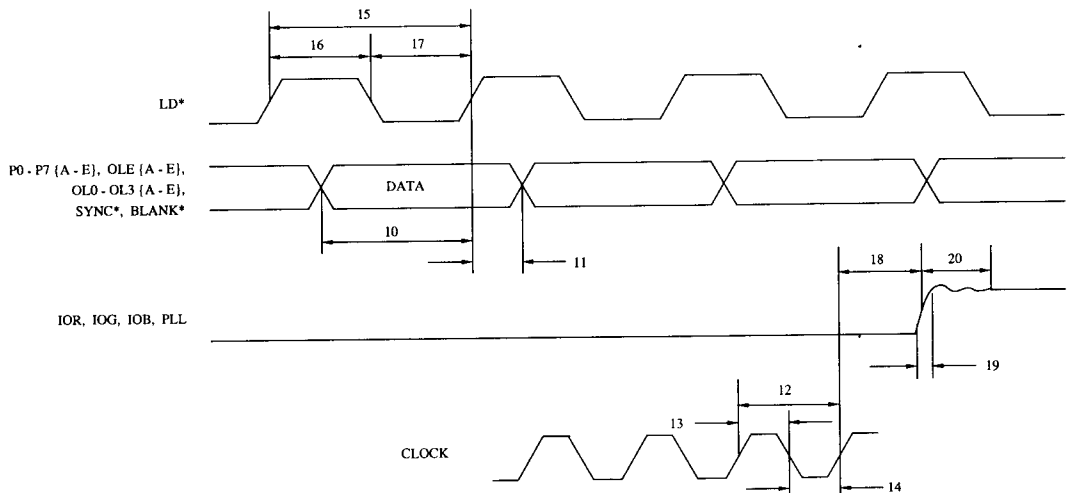 15
16
17
LD*
P0 - P7 {A - E}, OLE {A - E},
OL0 - OL3 {A - E},
SYNC*, BLANK*
DATA
10
11
18
20
IOR, IOG, IOB, PLL
19
12
13
CLOCK
14